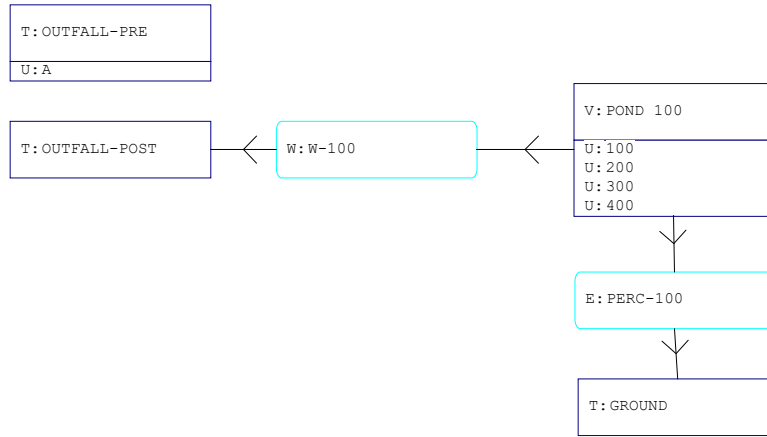 T:OUTFALL-PRE
U:A
T:OUTFALL-POST
W:W-100
V:POND 100
U:100
U:200
U:300
U:400
E:PERC-100
T:GROUND